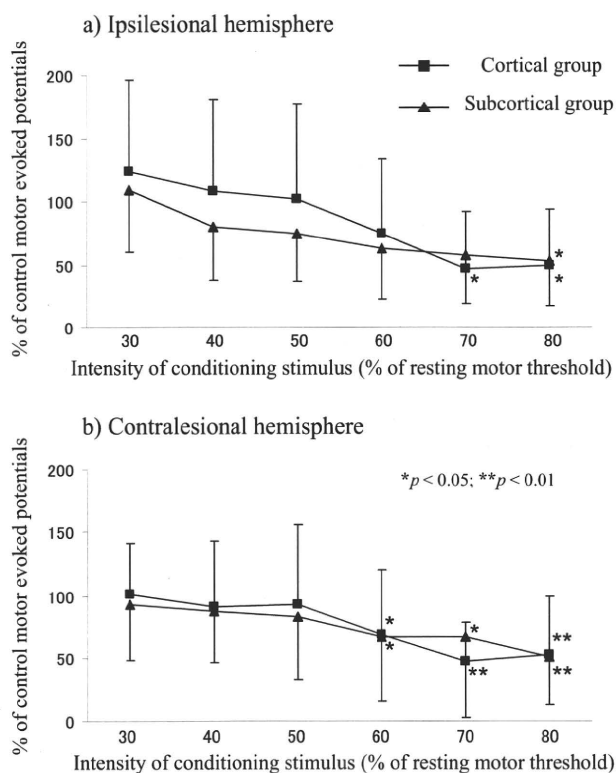 a) Ipsilesional hemisphere
Cortical group
Subcortical group
% of control motor evoked potentials
200
150
100
50
0
*
*
*
30 40 50 60 70 80
Intensity of conditioning stimulus (% of resting motor threshold)
b) Contralesional hemisphere
*p < 0.05; **p < 0.01
% of control motor evoked potentials
200
150
100
50
0
*
*
*
**
**
**
30 40 50 60 70 80
Intensity of conditioning stimulus (% of resting motor threshold)